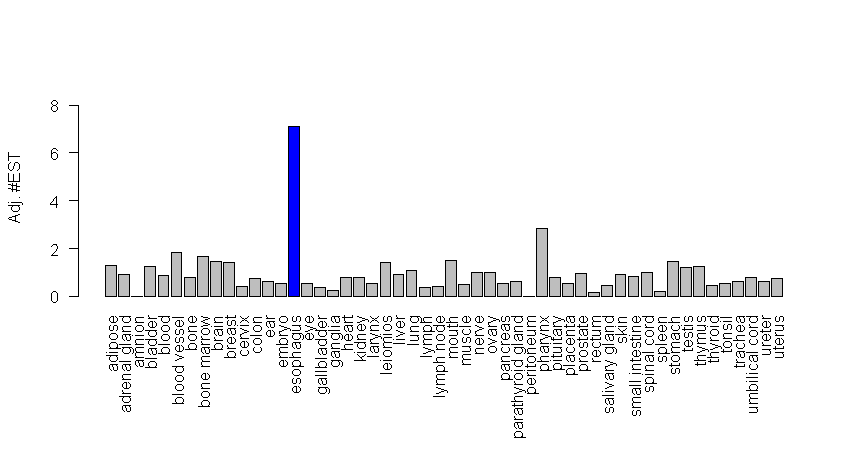 Adj. #EST
8
6
4
2
0
adipose
adrenal gland
amnion
bladder
blood
blood vessel
bone
bone marrow
brain
breast
cervix
colon
ear
embryo
esophagus
eye
gallbladder
ganglia
heart
kidney
larynx
leiomios
liver
lung
lymph
lymph node
mouth
muscle
nerve
ovary
pancreas
parathyroid gland
peritoneum
pharynx
pituitary
placenta
prostate
rectum
salivary gland
skin
small intestine
spinal cord
spleen
stomach
testis
thymus
thyroid
tonsil
trachea
umbilical cord
ureter
uterus